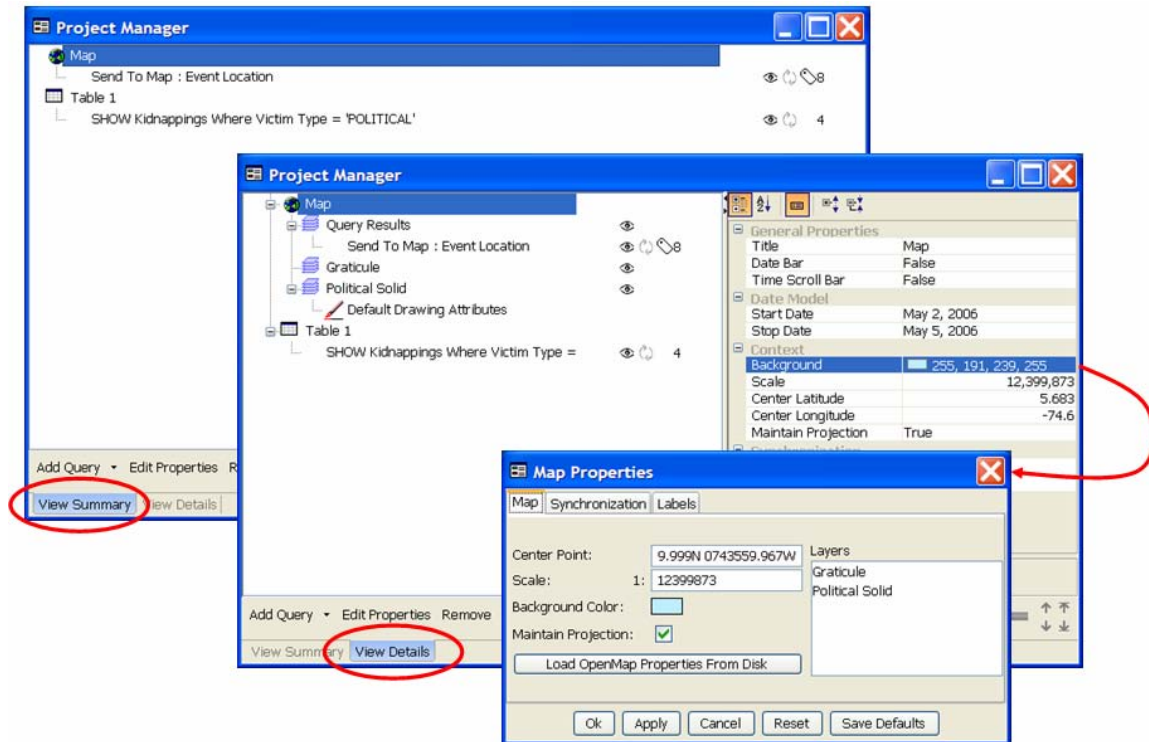 Project Manager
Map
Send To Map : Event Location 8
Table 1
SHOW Kidnappings Where Victim Type = 'POLITICAL' 4
Add Query Edit Properties R
View Summary View Details
Project Manager
Map
Query Results
Send To Map : Event Location 8
Graticule
Political Solid
Default Drawing Attributes
Table 1
SHOW Kidnappings Where Victim Type = 4
General Properties
Title Map
Date Bar False
Time Scroll Bar False
Date Model
Start Date May 2, 2006
Stop Date May 5, 2006
Context
Background 255, 191, 239, 255
Scale 12,399,873
Center Latitude 5.683
Center Longitude -74.6
Maintain Projection True
Add Query Edit Properties Remove
View Summary View Details
Map Properties
Map Synchronization Labels
Center Point: 9.999N 0743559.967W
Scale: 1: 12399873
Background Color:
Maintain Projection:
Load OpenMap Properties From Disk
Layers
Graticule
Political Solid
Ok Apply Cancel Reset Save Defaults